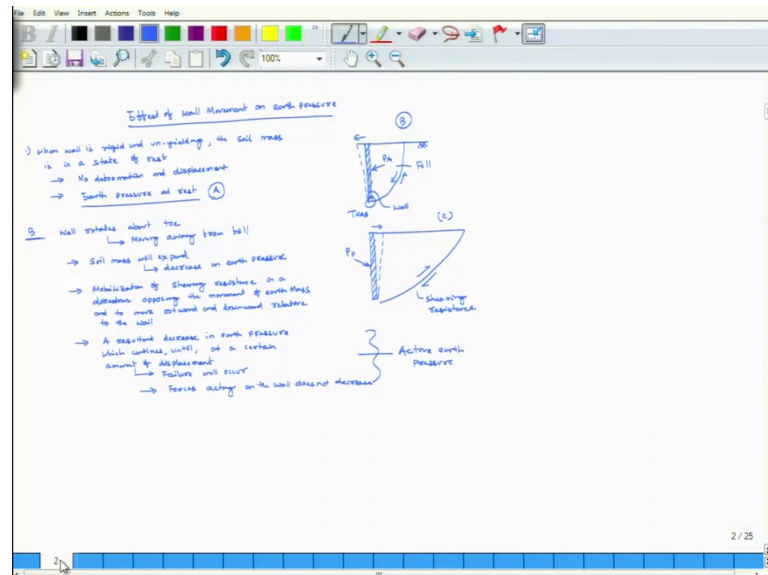 File Edit View Insert Actions Tools Help
B I
100%
Effect of Wall Movement on earth pressure
1) When wall is rigid and un-yielding, the soil mass
is in a state of rest
→ No deformation and displacement
→ Earth pressure at rest (A)
B Wall rotates about toe
↳ Moving away from fill
→ Soil mass will expand
↳ decrease in earth pressure
→ Mobilization of shearing resistance in a
direction opposing the movement of earth Mass
and to move outward and downward relative
to the wall
→ A resultant decrease in earth pressure
which continues, until, at a certain
amount of displacement
↳ Failure will occur
→ Forces acting on the wall does not decrease
B
PA
Fill
Toe
Wall
(C)
Pp
Shearing
resistance
Active earth
pressure
2 / 25
2